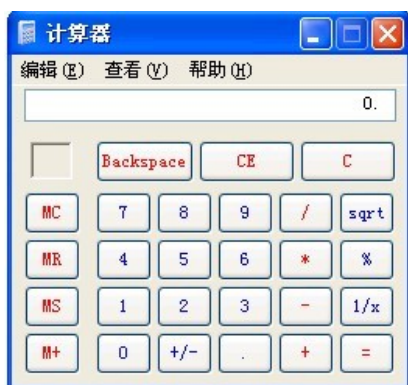 计算器
编辑(E) 查看(V) 帮助(H)
0.
Backspace CE C
MC 7 8 9 / sqrt
MR 4 5 6 * %
MS 1 2 3 - 1/x
M+ 0 +/- . + =